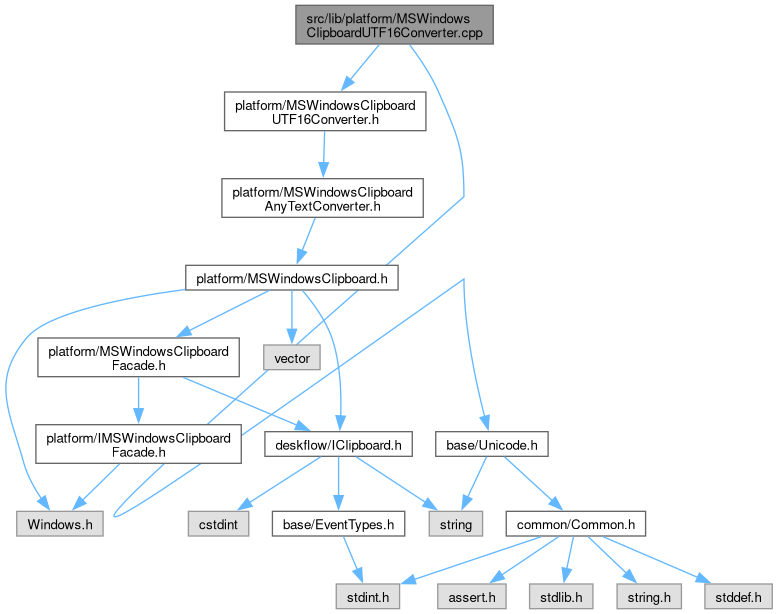 src/lib/platform/MSWindows
ClipboardUTF16Converter.cpp
platform/MSWindowsClipboard
UTF16Converter.h
platform/MSWindowsClipboard
AnyTextConverter.h
platform/MSWindowsClipboard.h
platform/MSWindowsClipboard
Facade.h
vector
platform/IMSWindowsClipboard
Facade.h
deskflow/IClipboard.h
base/Unicode.h
Windows.h
cstdint
base/EventTypes.h
string
common/Common.h
stdint.h
assert.h
stdlib.h
string.h
stddef.h